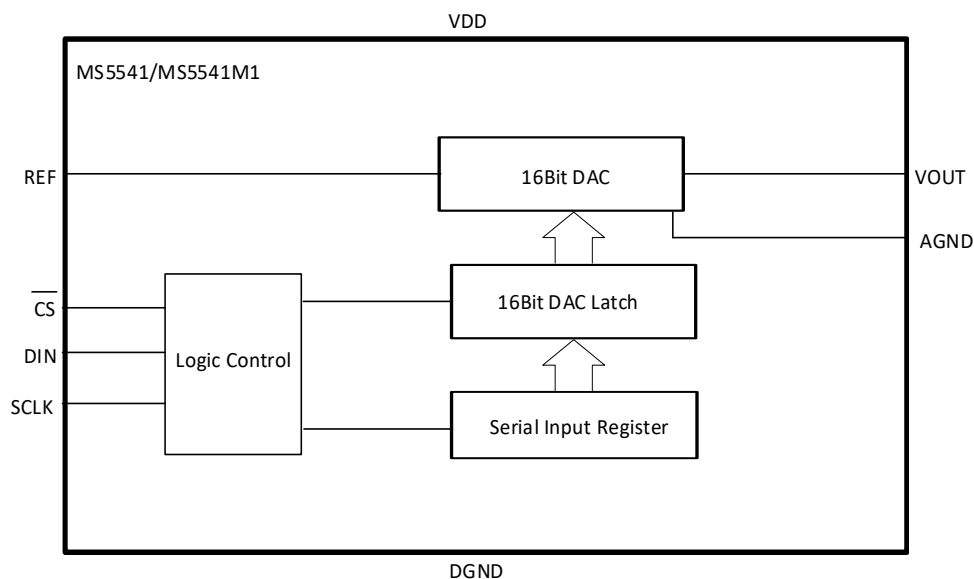 VDD
MS5541/MS5541M1
REF
16Bit DAC
VOUT
AGND
CS
16Bit DAC Latch
DIN
Logic Control
SCLK
Serial Input Register
DGND